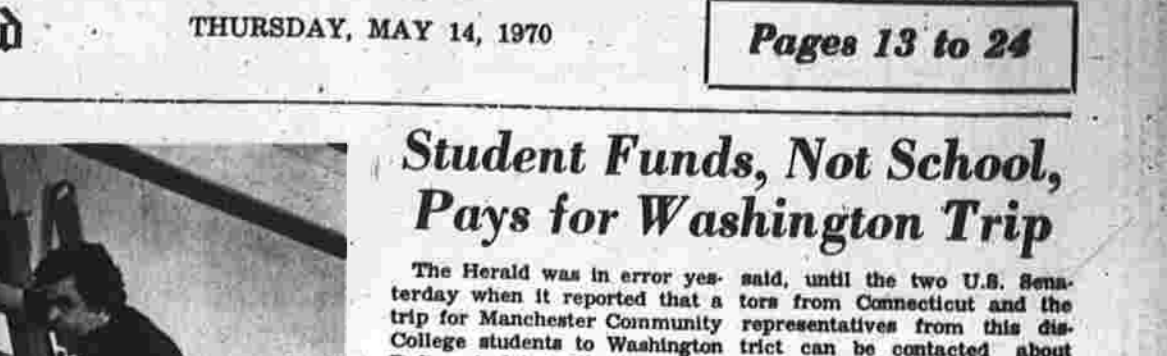 THURSDAY, MAY 14, 1970
Pages 13 to 24
Student Funds, Not School,
Pays for Washington Trip
The Herald was in error yes-
terday when it reported that a
trip for Manchester Community
College students to Washington
said, until the two U.S. Sena-
tors from Connecticut and the
representatives from this dis-
trict can be contacted about